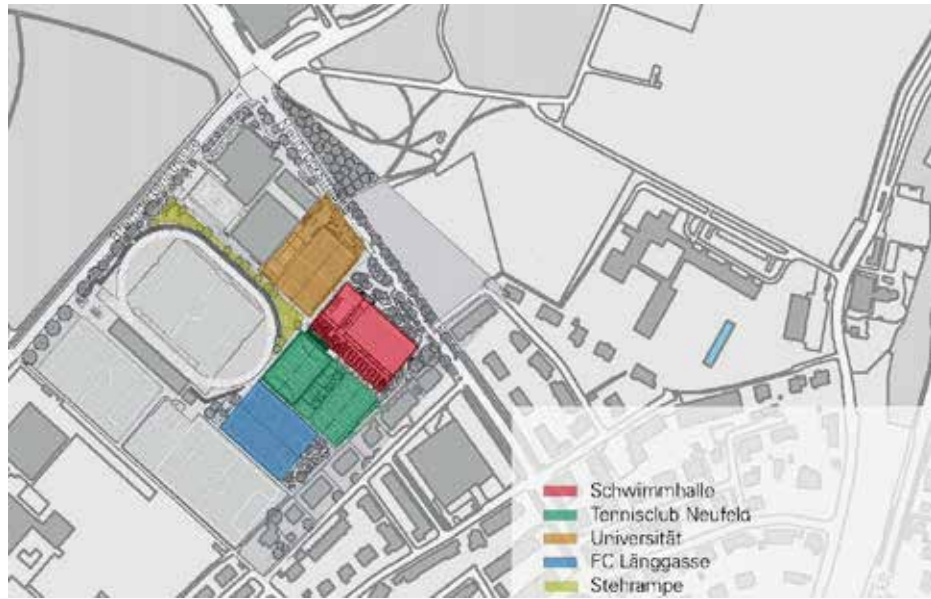 Schwimmhalle
Tennisclub Neufeld
Universität
FC Länggasse
Stehrampe